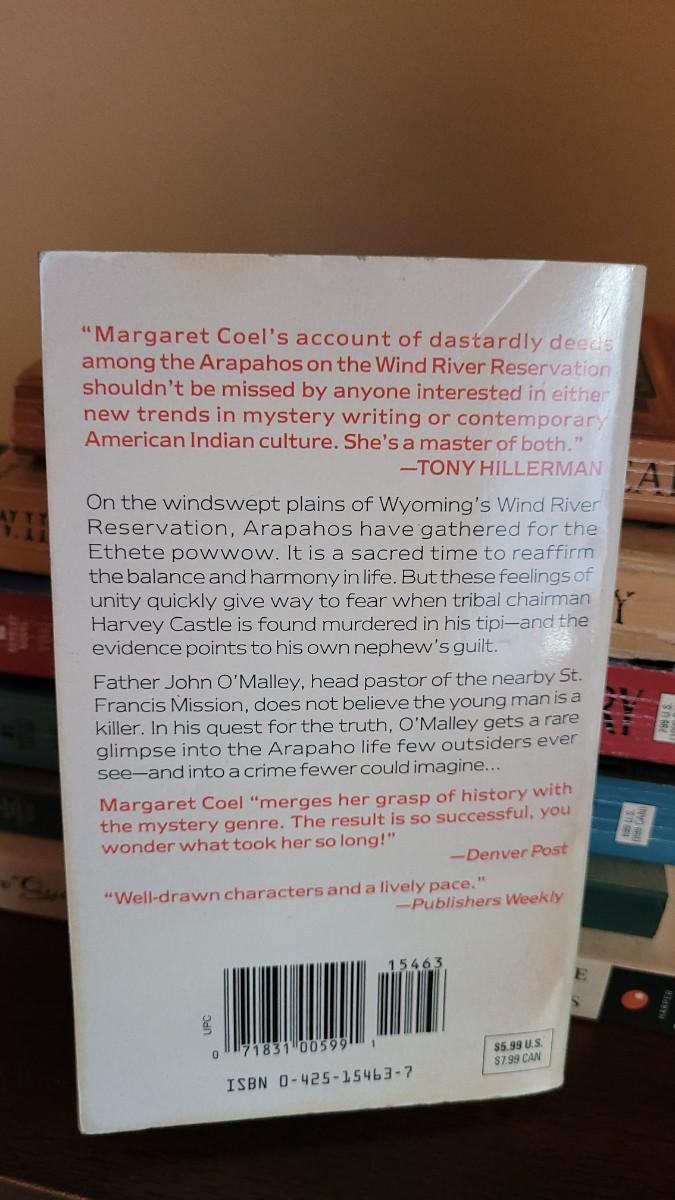 “Margaret Coel's account of dastardly deeds
among the Arapahos on the Wind River Reservation
shouldn't be missed by anyone interested in either
new trends in mystery writing or contemporary
American Indian culture. She's a master of both.”
—TONY HILLERMAN
On the windswept plains of Wyoming's Wind River
Reservation, Arapahos have gathered for the
Ethete powwow. It is a sacred time to reaffirm
the balance and harmony in life. But these feelings of
unity quickly give way to fear when tribal chairman
Harvey Castle is found murdered in his tipi—and the
evidence points to his own nephew's guilt.
Father John O'Malley, head pastor of the nearby St.
Francis Mission, does not believe the young man is a
killer. In his quest for the truth, O'Malley gets a rare
glimpse into the Arapaho life few outsiders ever
see—and into a crime fewer could imagine...
Margaret Coel “merges her grasp of history with
the mystery genre. The result is so successful, you
wonder what took her so long!”
—Denver Post
“Well-drawn characters and a lively pace.”
—Publishers Weekly
15463
UPC
0 71831 00599 1
ISBN 0-425-15463-7
$5.99 U.S.
$7.99 CAN
HARPER